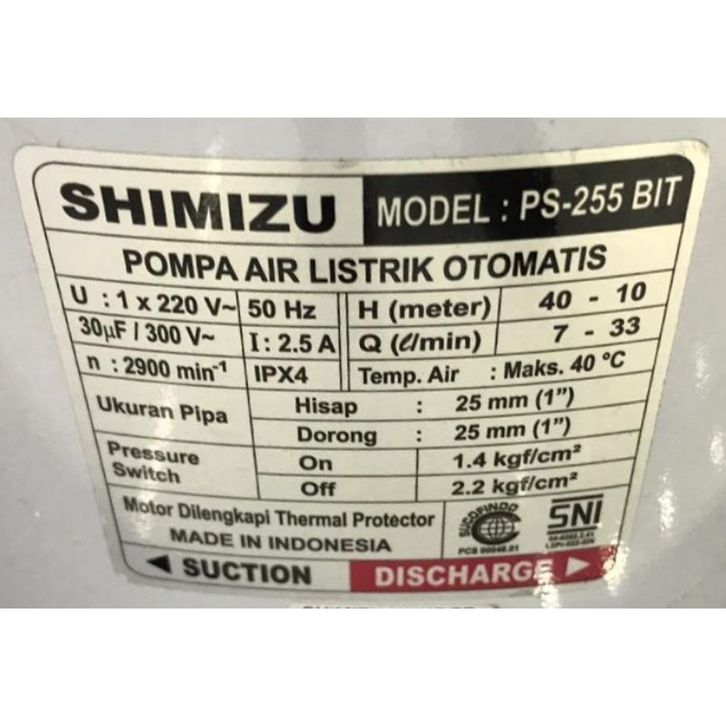 SHIMIZU MODEL : PS-255 BIT
POMPA AIR LISTRIK OTOMATIS
U : 1 x 220 V~ 50 Hz H (meter) 40 - 10
30µF / 300 V~ I : 2.5 A Q (ℓ/min) 7 - 33
n : 2900 min⁻¹ IPX4 Temp. Air : Maks. 40 °C
Ukuran Pipa Hisap : 25 mm (1")
Dorong : 25 mm (1")
Pressure Switch On 1.4 kgf/cm²
Off 2.2 kgf/cm²
Motor Dilengkapi Thermal Protector
MADE IN INDONESIA
SUCOFINDO
SNI
◄ SUCTION DISCHARGE ►